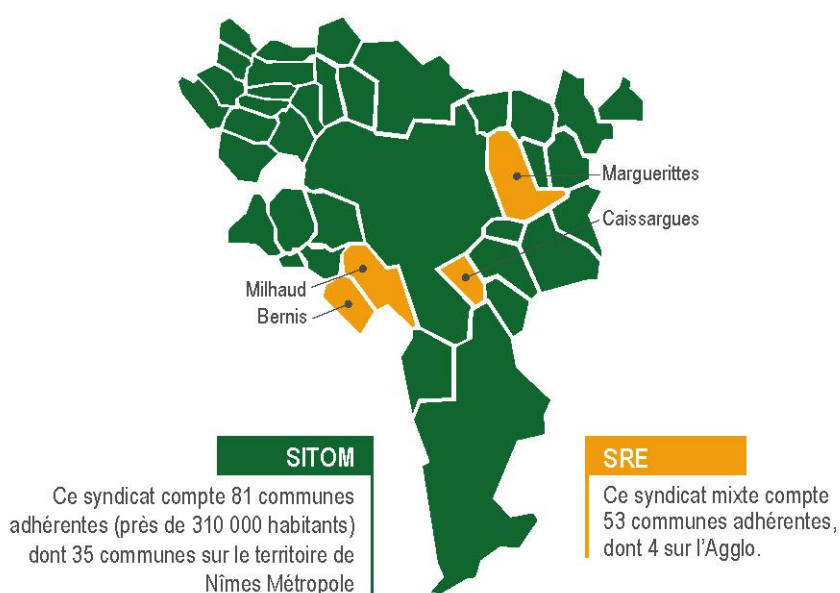 Marguerittes
Caissargues
Milhaud
Bernis
SITOM
Ce syndicat compte 81 communes
adhérentes (près de 310 000 habitants)
dont 35 communes sur le territoire de
Nîmes Métropole
SRE
Ce syndicat mixte compte
53 communes adhérentes,
dont 4 sur l'Agglo.